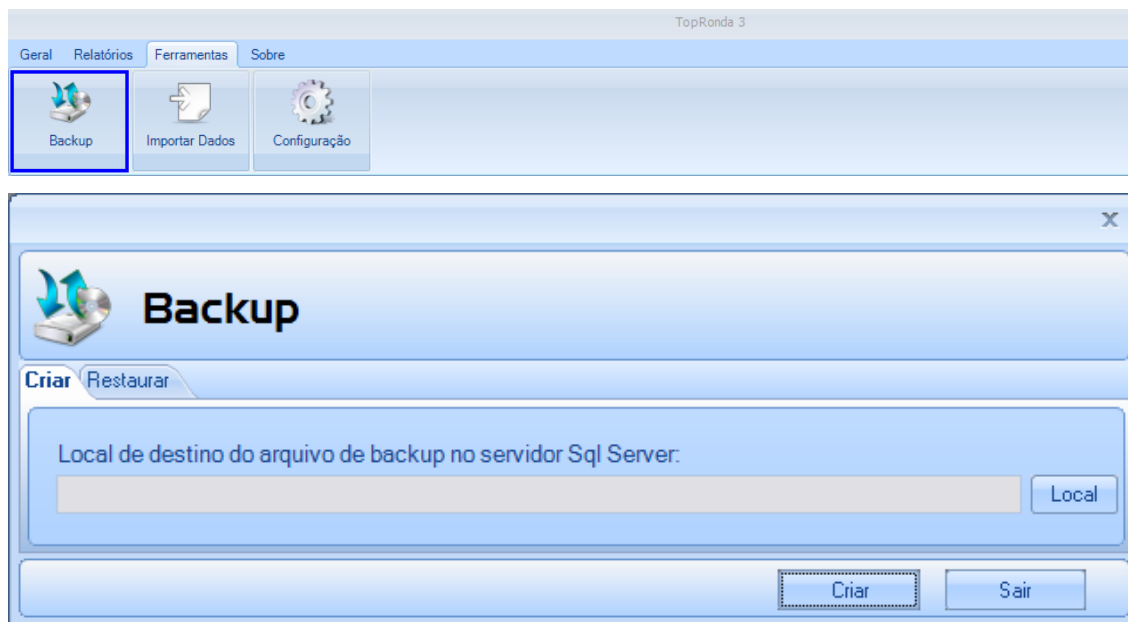 TopRonda 3
Geral Relatórios Ferramentas Sobre
Backup Importar Dados Configuração
Backup
Criar Restaurar
Local de destino do arquivo de backup no servidor Sql Server:
Local
Criar Sair